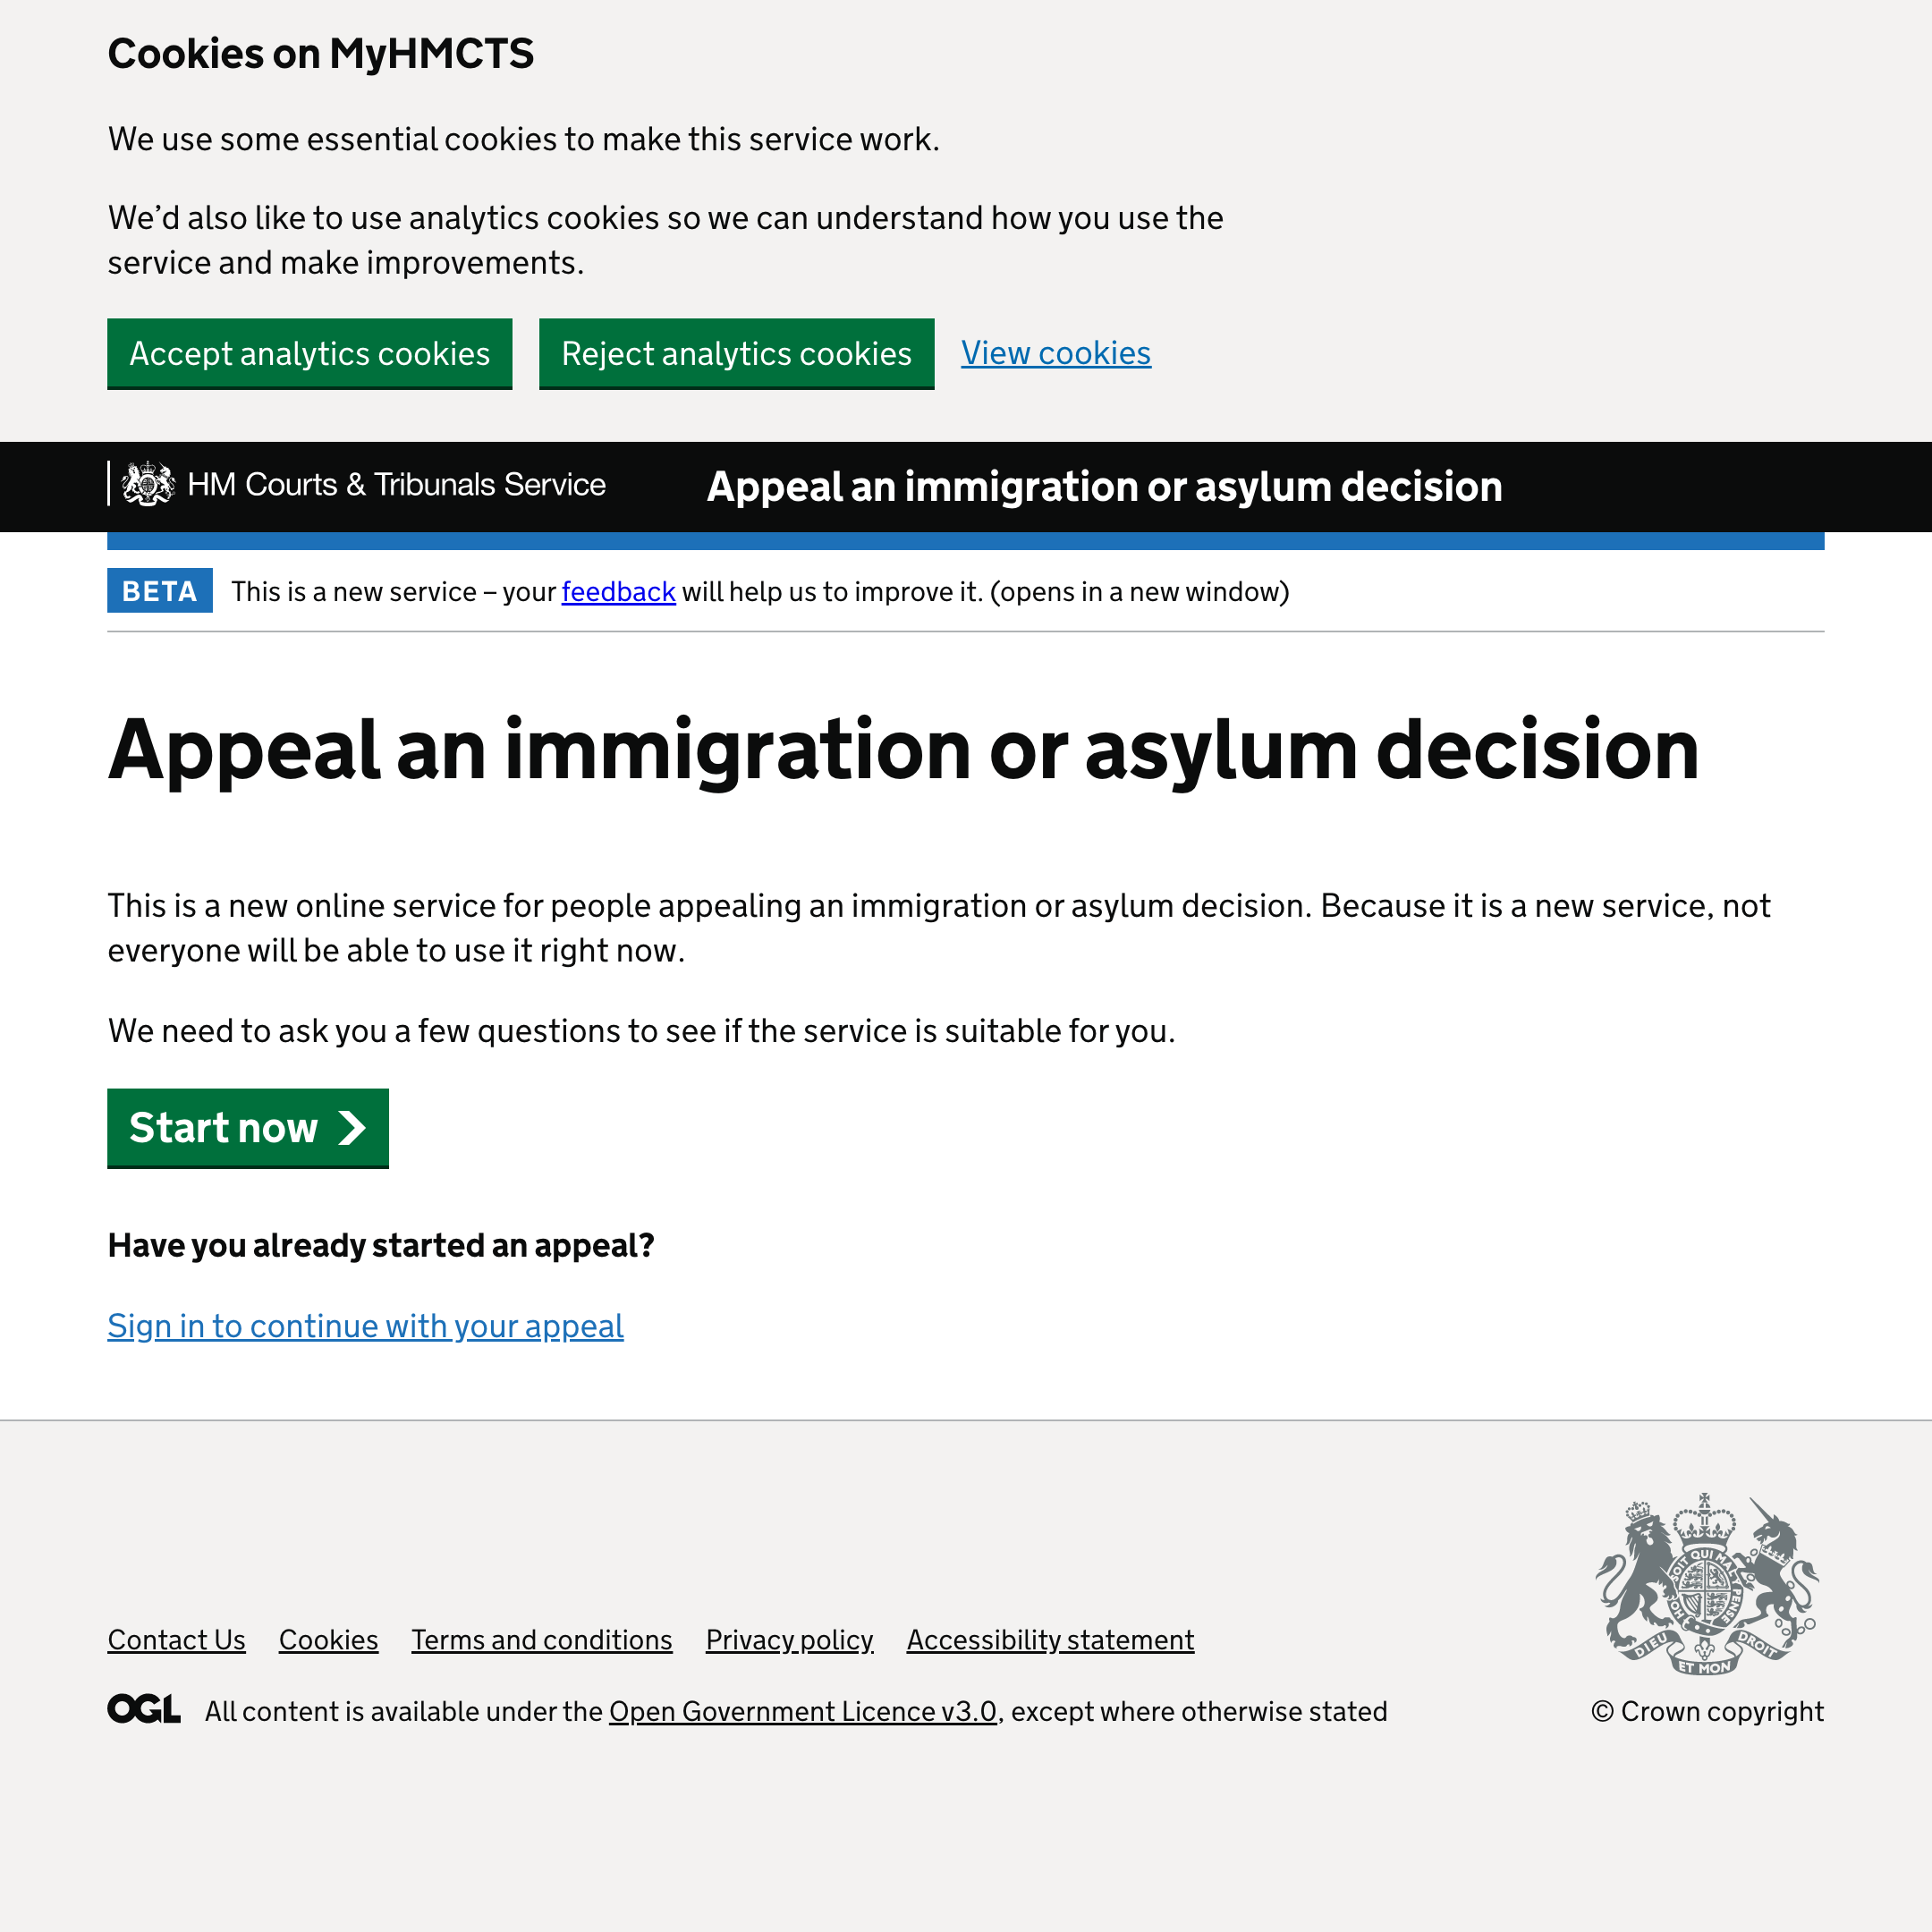 Cookies on MyHMCTS
We use some essential cookies to make this service work.
We’d also like to use analytics cookies so we can understand how you use the
service and make improvements.
Accept analytics cookies Reject analytics cookies View cookies
HM Courts & Tribunals Service Appeal an immigration or asylum decision
BETA This is a new service – your feedback will help us to improve it. (opens in a new window)
Appeal an immigration or asylum decision
This is a new online service for people appealing an immigration or asylum decision. Because it is a new service, not
everyone will be able to use it right now.
We need to ask you a few questions to see if the service is suitable for you.
Start now
Have you already started an appeal?
Sign in to continue with your appeal
SOIT QUI MAL Y PENSE
DIEU ET MON DROIT
Contact Us Cookies Terms and conditions Privacy policy Accessibility statement
OGL All content is available under the Open Government Licence v3.0, except where otherwise stated © Crown copyright